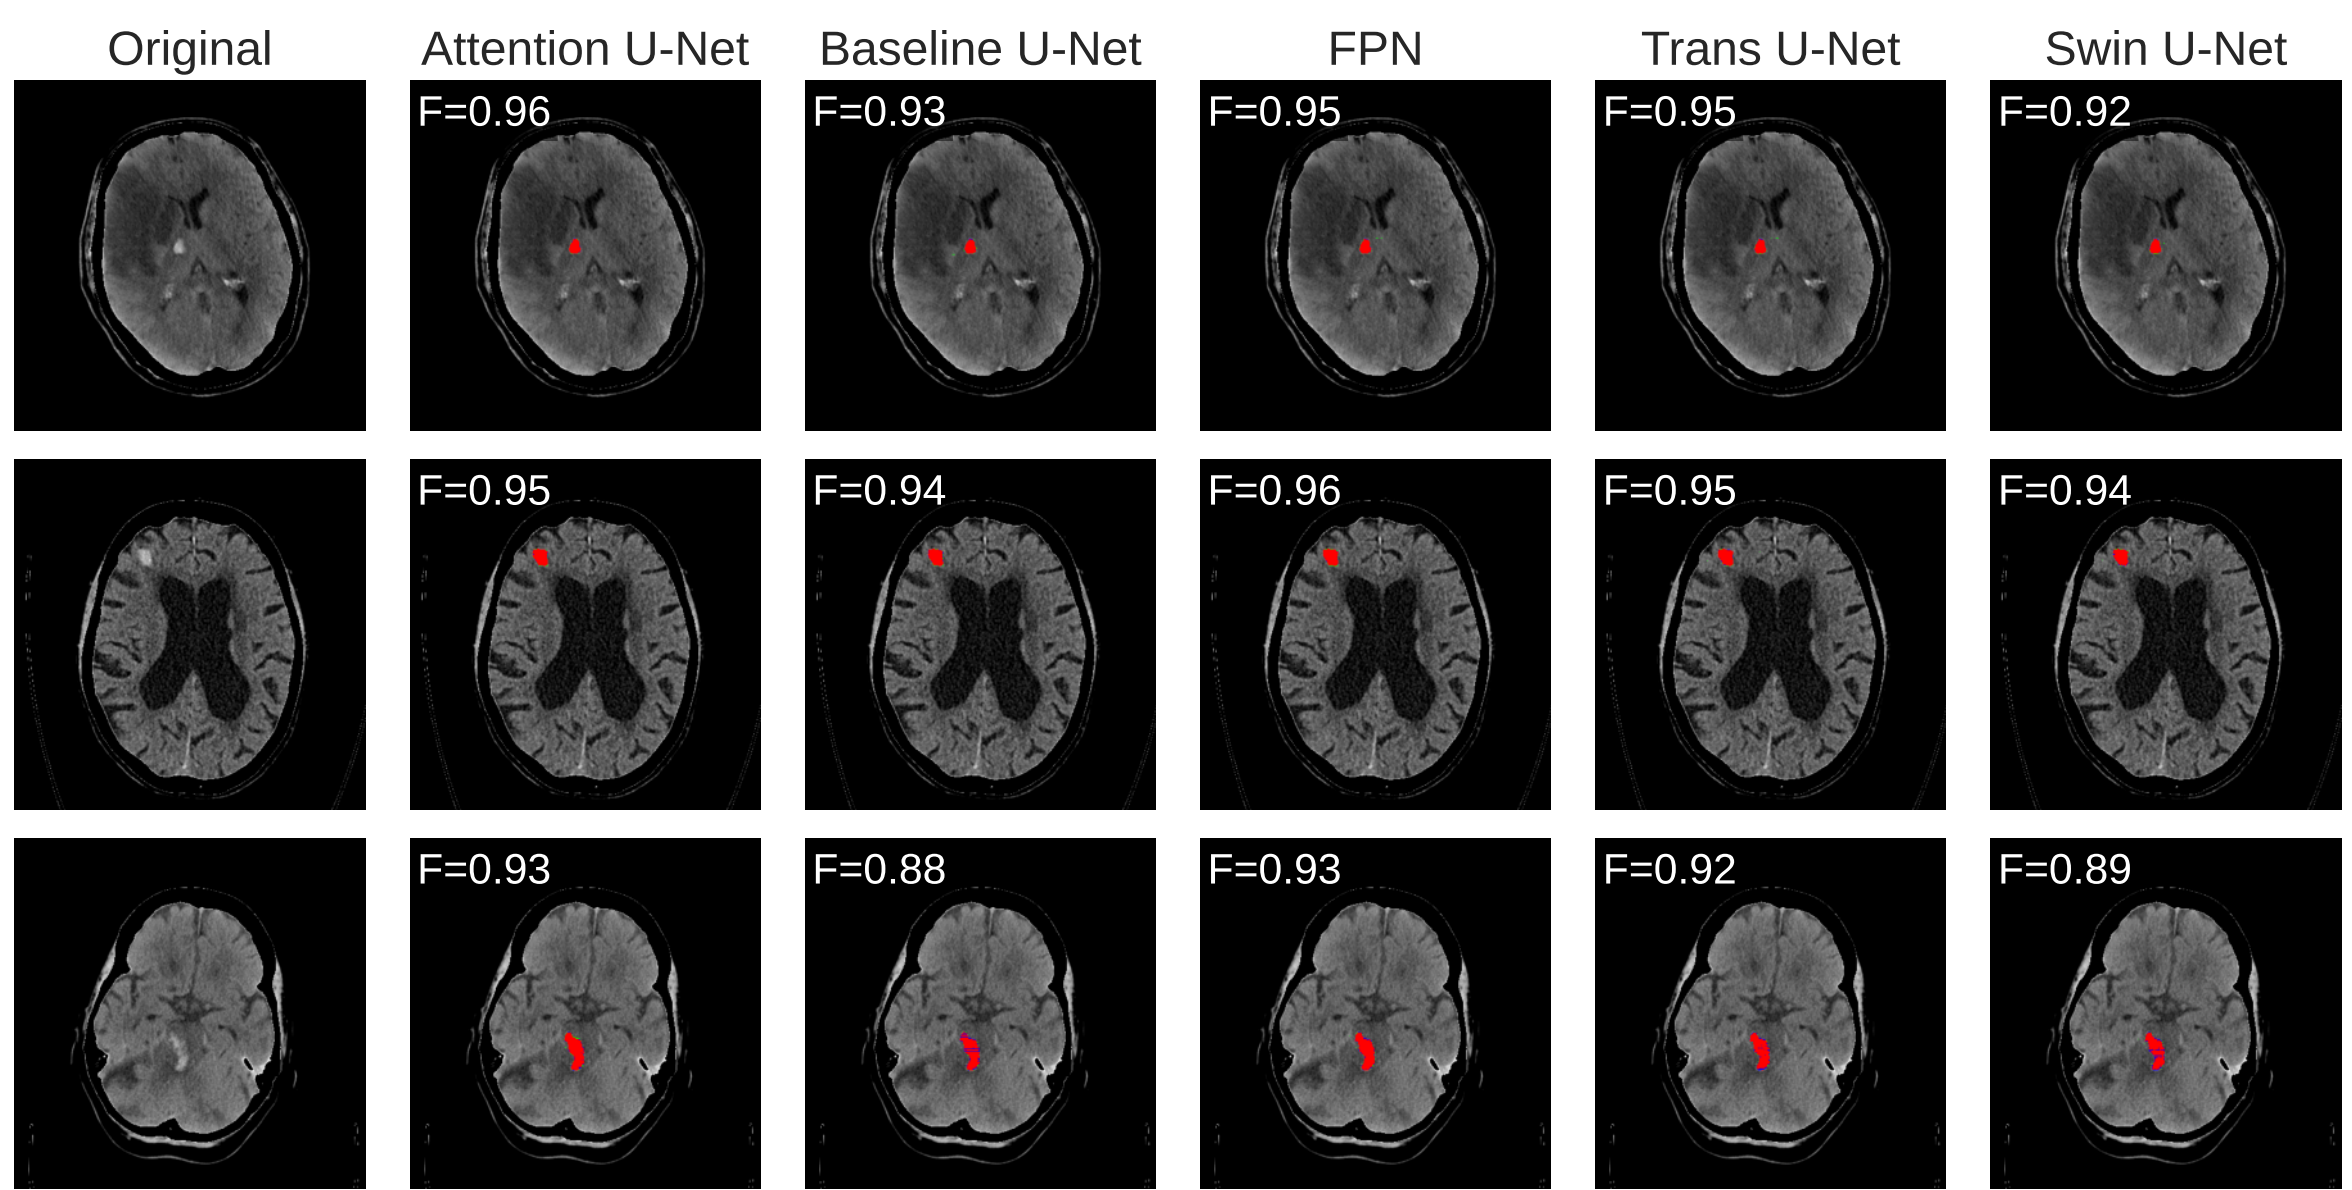 Original Attention U-Net Baseline U-Net FPN Trans U-Net Swin U-Net
F=0.96 F=0.93 F=0.95 F=0.95 F=0.92
F=0.95 F=0.94 F=0.96 F=0.95 F=0.94
F=0.93 F=0.88 F=0.93 F=0.92 F=0.89